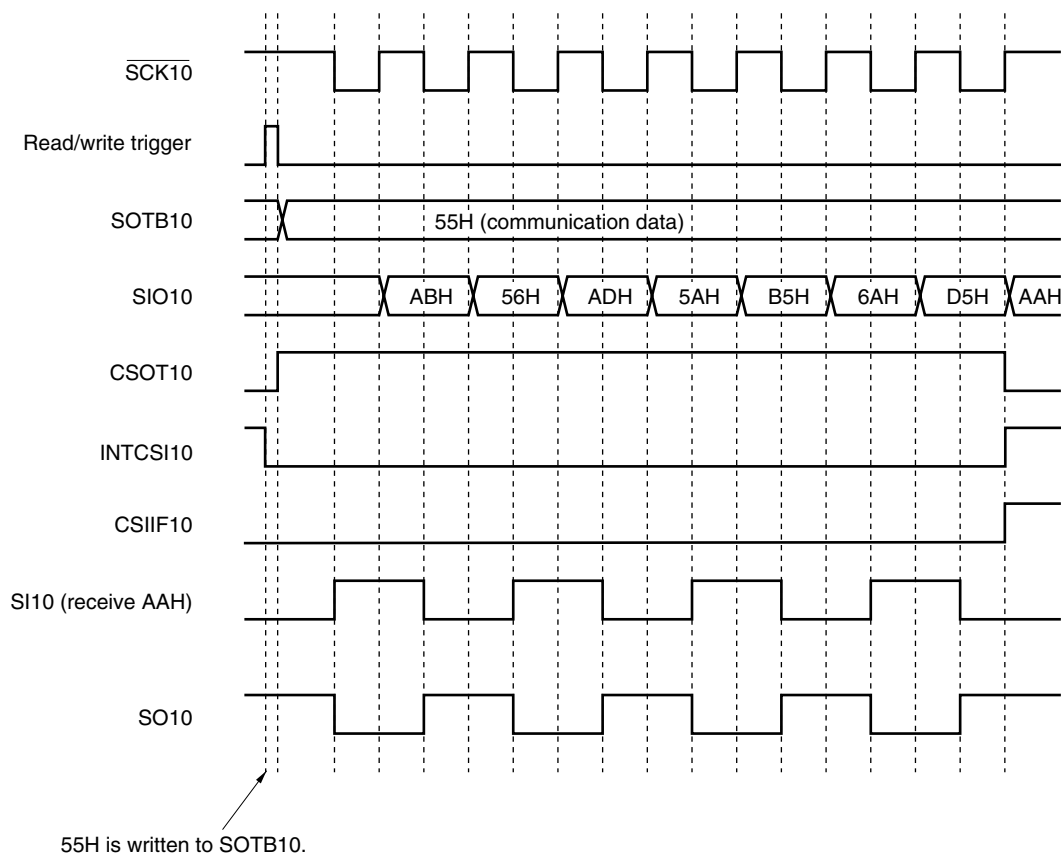 SCK10
Read/write trigger
SOTB10
55H (communication data)
SIO10
ABH 56H ADH 5AH B5H 6AH D5H AAH
CSOT10
INTCSI10
CSIIF10
SI10 (receive AAH)
SO10
55H is written to SOTB10.